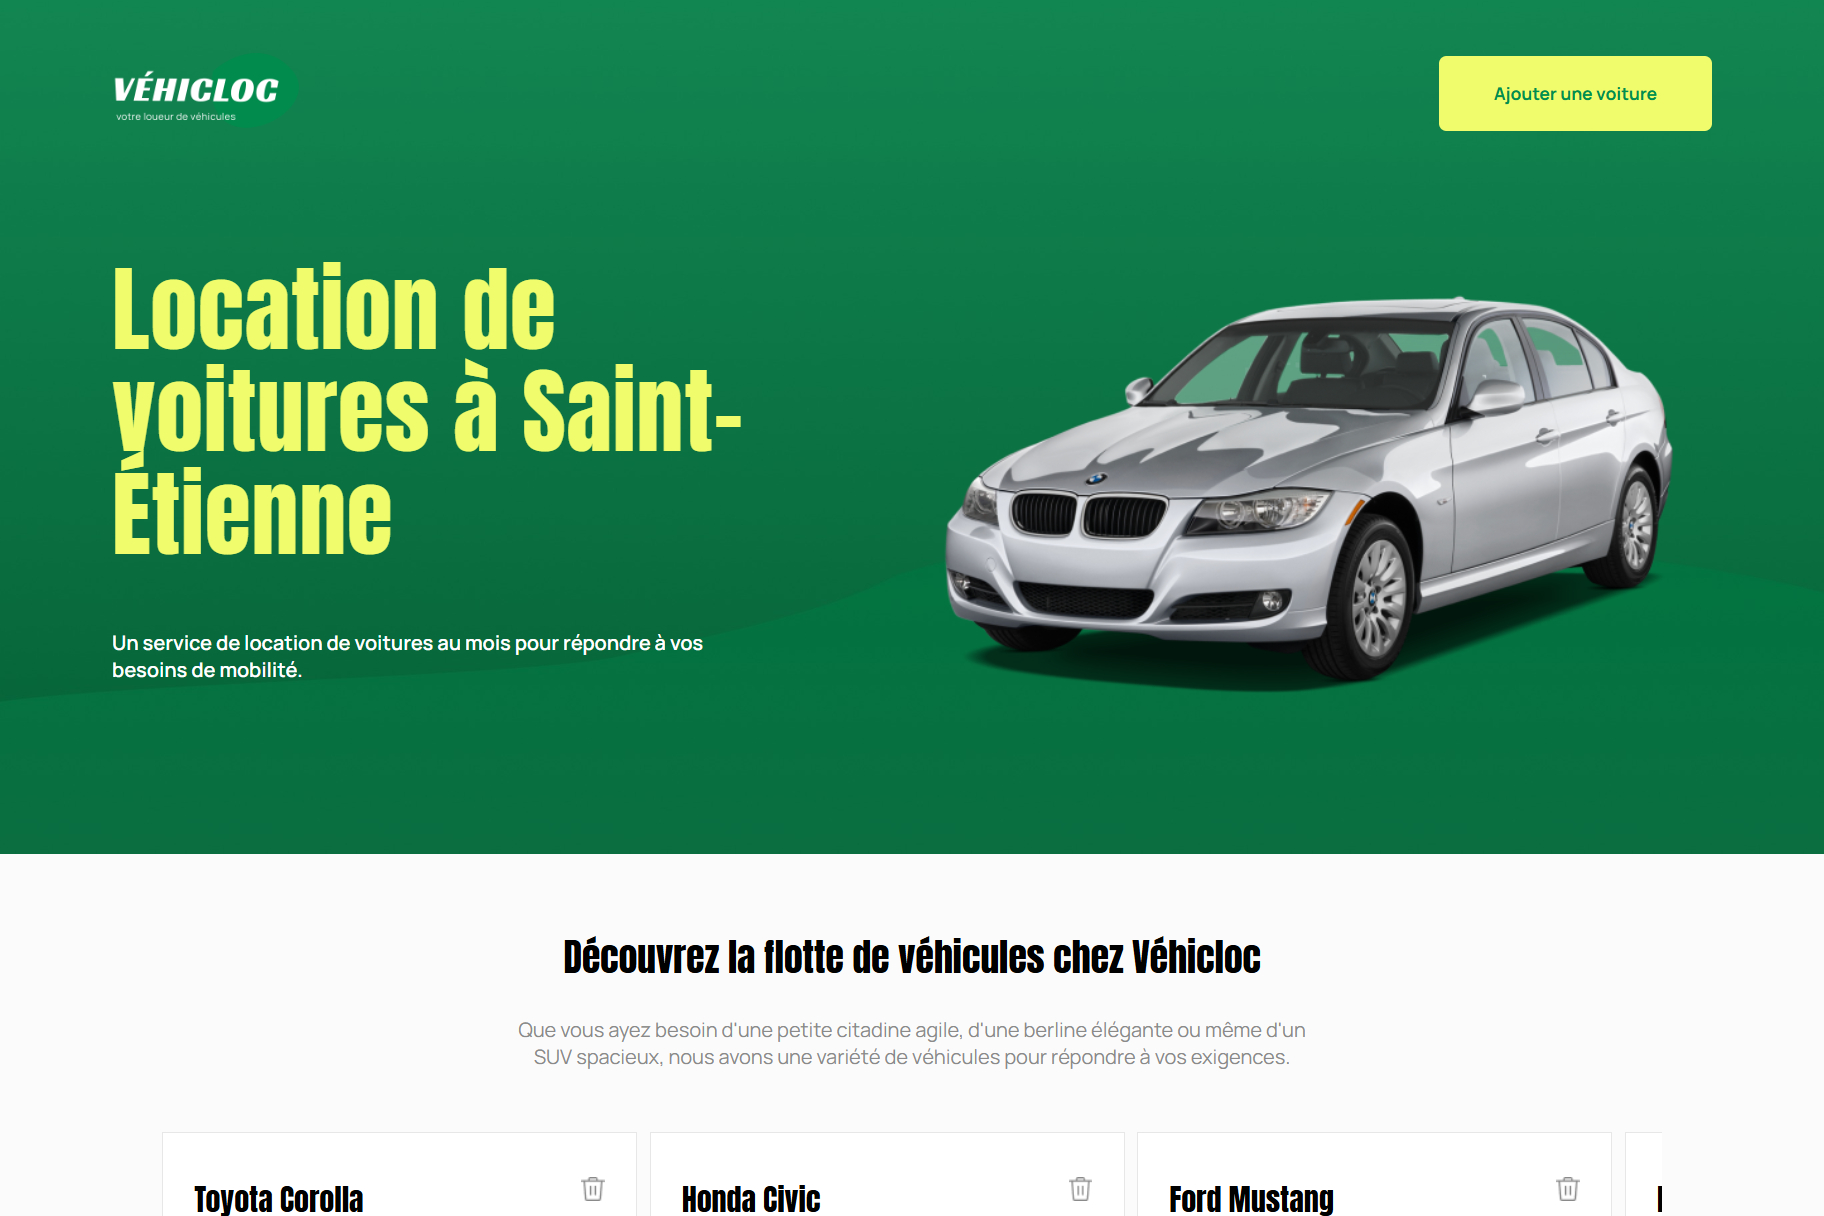 VÉHICLOC
votre loueur de véhicules
Ajouter une voiture
Location de
voitures à Saint-
Étienne
Un service de location de voitures au mois pour répondre à vos
besoins de mobilité.
Découvrez la flotte de véhicules chez Véhicloc
Que vous ayez besoin d'une petite citadine agile, d'une berline élégante ou même d'un
SUV spacieux, nous avons une variété de véhicules pour répondre à vos exigences.
Toyota Corolla
Honda Civic
Ford Mustang